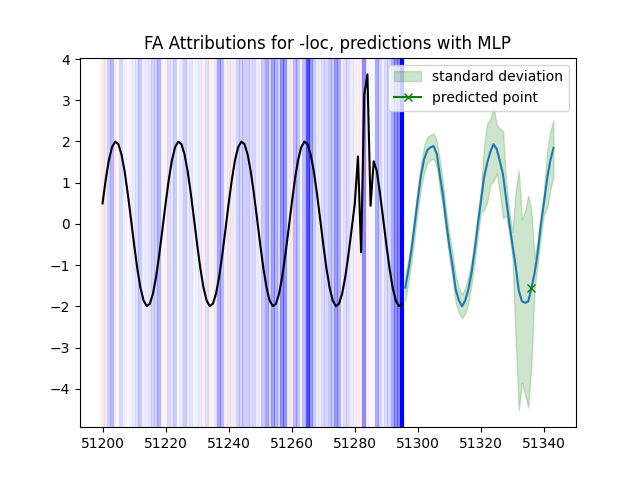 FA Attributions for -loc, predictions with MLP
standard deviation
predicted point
4
3
2
1
0
−1
−2
−3
−4
51200 51220 51240 51260 51280 51300 51320 51340